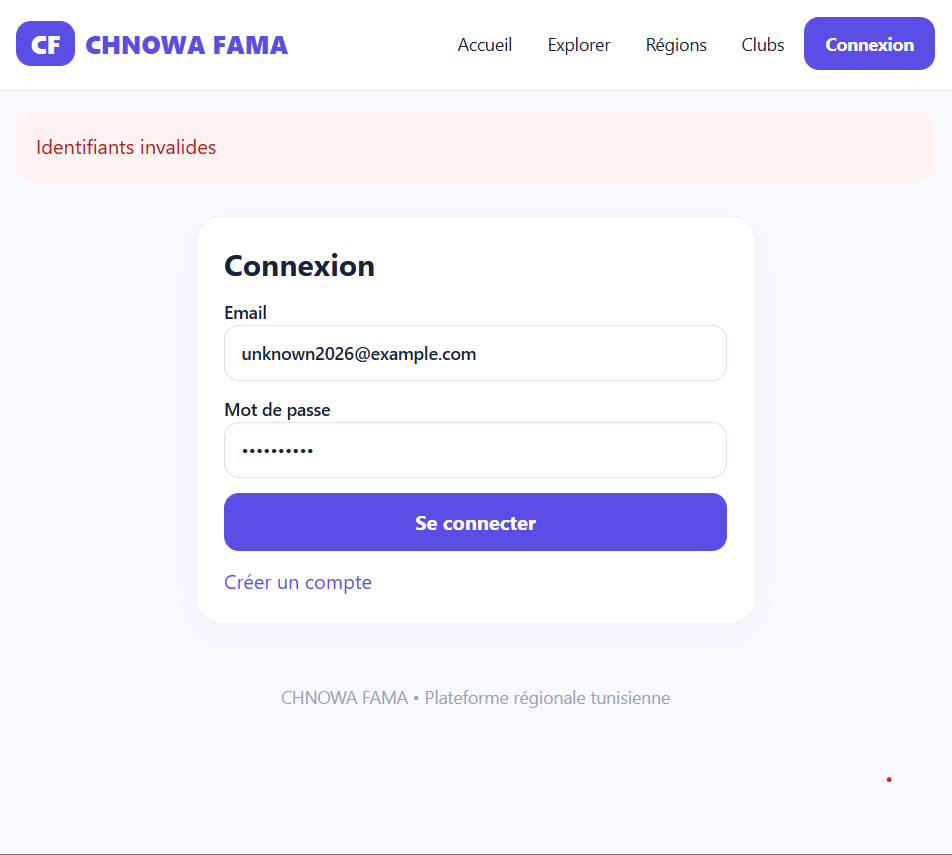 CF CHNOWA FAMA Accueil Explorer Régions Clubs Connexion
Identifiants invalides
Connexion
Email
unknown2026@example.com
Mot de passe
••••••••••
Se connecter
Créer un compte
CHNOWA FAMA • Plateforme régionale tunisienne